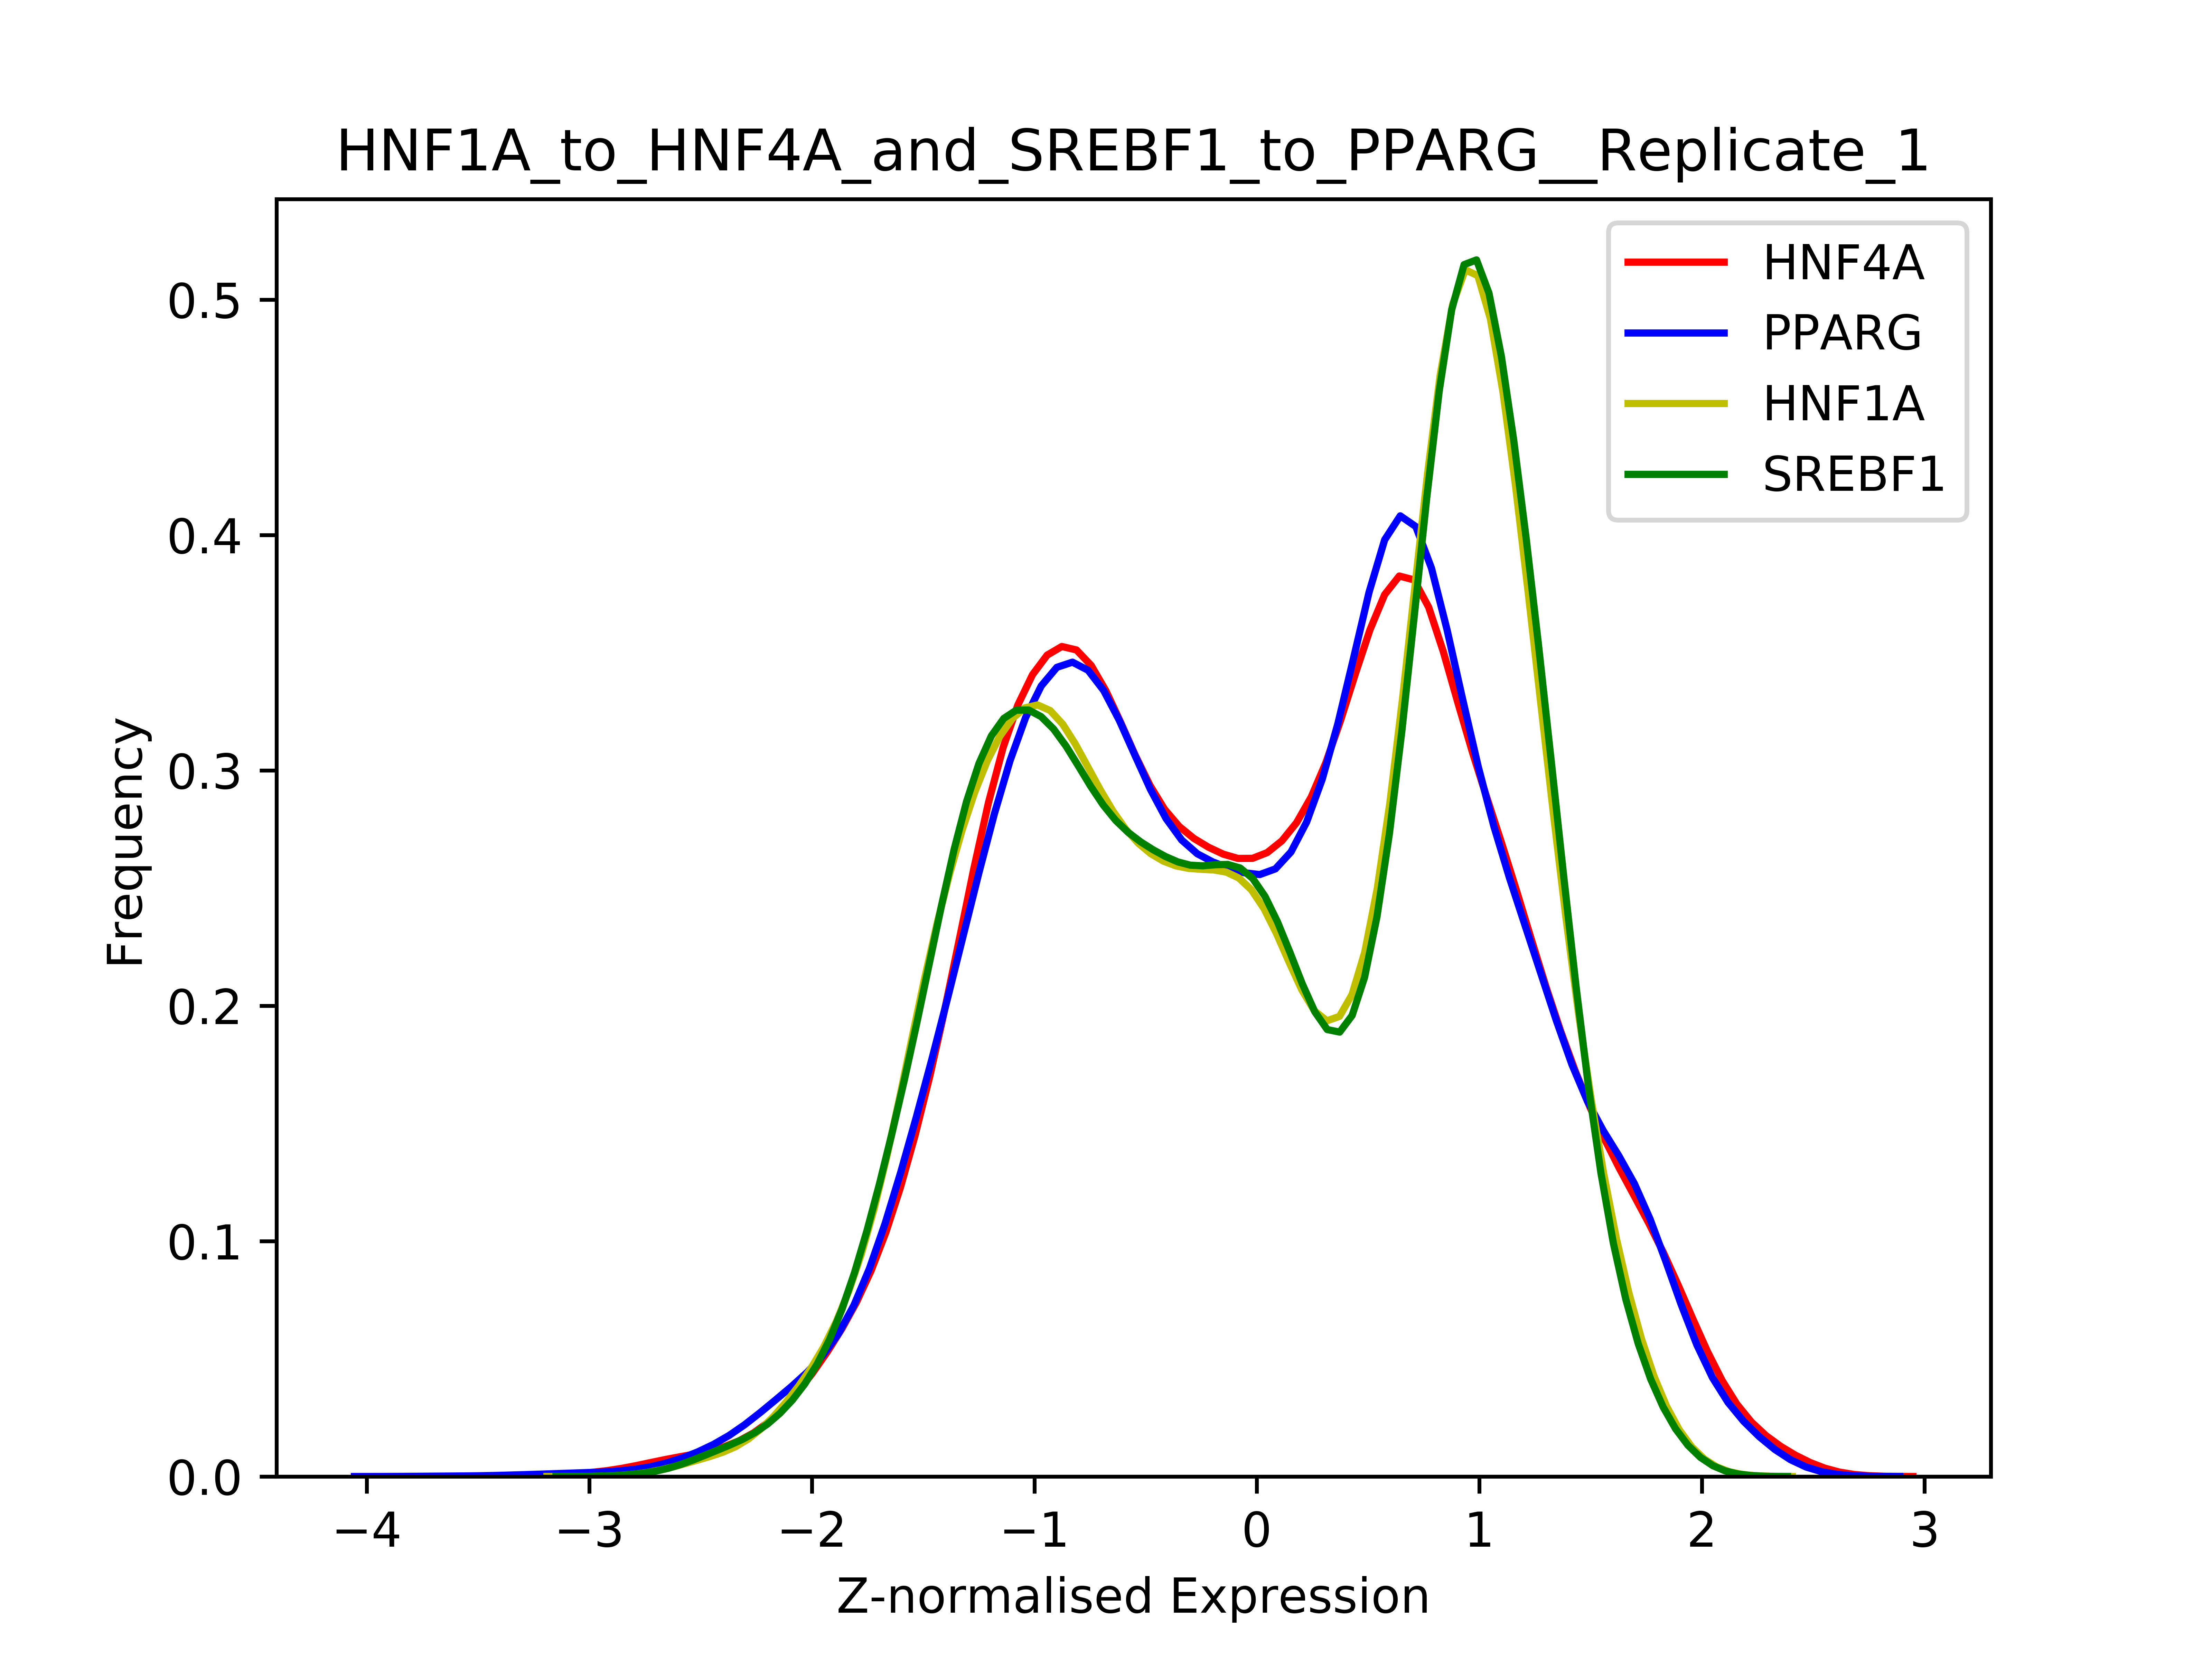 HNF1A_to_HNF4A_and_SREBF1_to_PPARG__Replicate_1
HNF4A
PPARG
HNF1A
SREBF1
0.5
0.4
0.3
0.2
0.1
0.0
Frequency
−4 −3 −2 −1 0 1 2 3
Z-normalised Expression